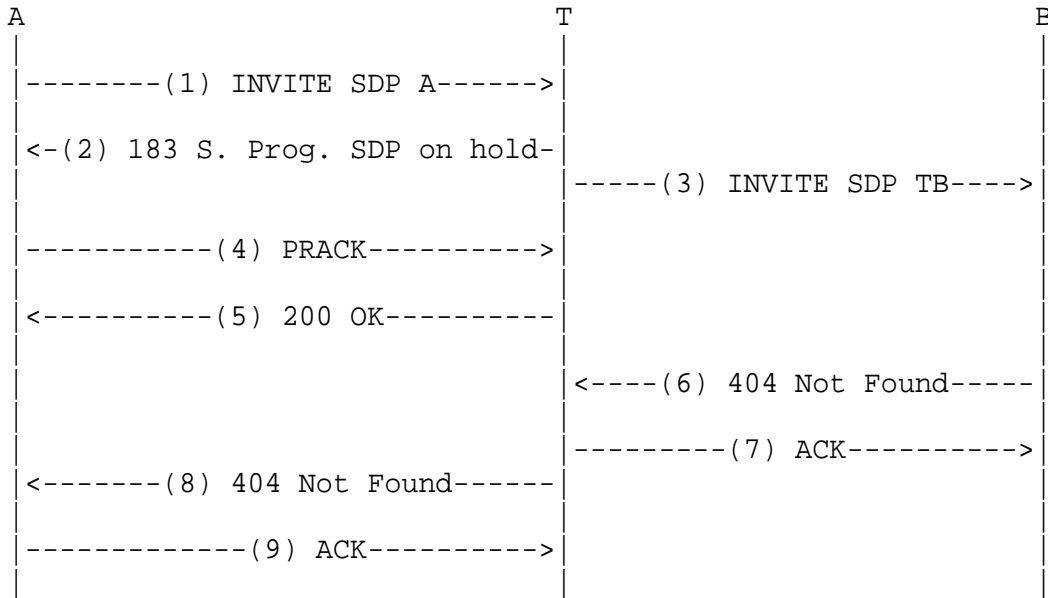 A T B
|--------(1) INVITE SDP A------>|
|<-(2) 183 S. Prog. SDP on hold-|
|-----(3) INVITE SDP TB---->|
|-----------(4) PRACK---------->|
|<----------(5) 200 OK----------|
|<----(6) 404 Not Found-----|
|---------(7) ACK---------->|
|<-------(8) 404 Not Found------|
|-------------(9) ACK---------->|